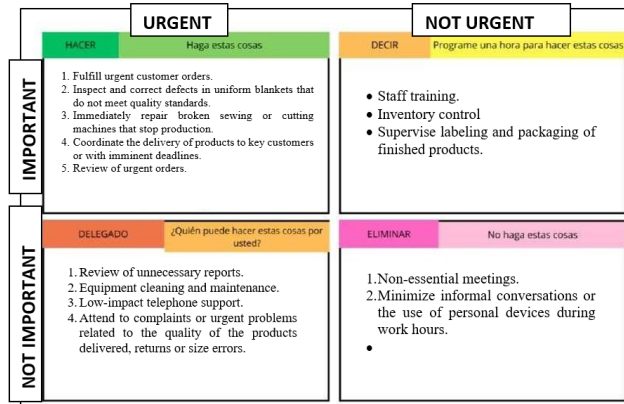 URGENT
NOT URGENT
IMPORTANT
HACER
Haga estas cosas
1. Fulfill urgent customer orders.
2. Inspect and correct defects in uniform blankets that
do not meet quality standards.
3. Immediately repair broken sewing or cutting
machines that stop production.
4. Coordinate the delivery of products to key customers
or with imminent deadlines.
5. Review of urgent orders.
DECIR
Programe una hora para hacer estas cosas
• Staff training.
• Inventory control
• Supervise labeling and packaging of
finished products.
NOT IMPORTANT
DELEGADO
¿Quién puede hacer estas cosas por
usted?
1. Review of unnecessary reports.
2. Equipment cleaning and maintenance.
3. Low-impact telephone support.
4. Attend to complaints or urgent problems
related to the quality of the products
delivered, returns or size errors.
ELIMINAR
No haga estas cosas
1.Non-essential meetings.
2.Minimize informal conversations or
the use of personal devices during
work hours.
•